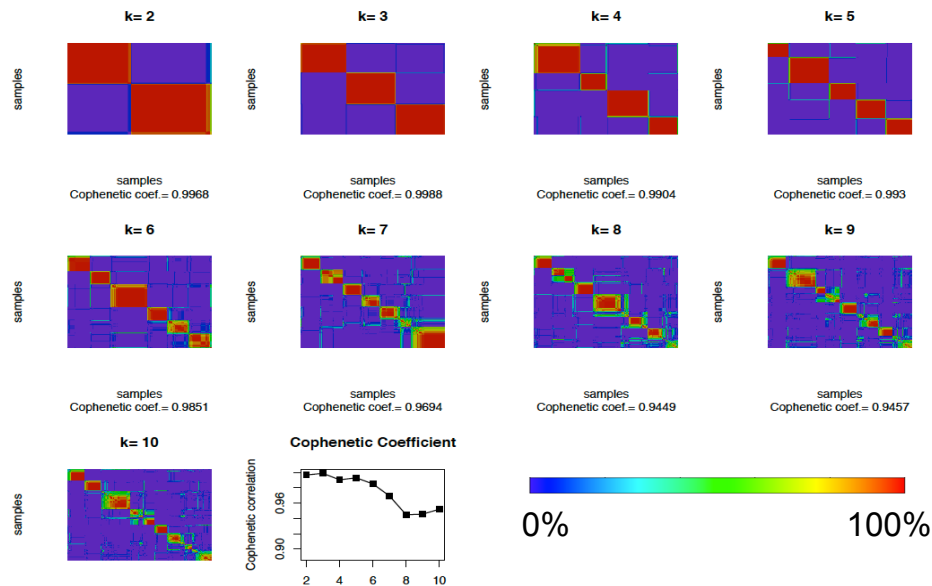 k= 2
k= 3
k= 4
k= 5
samples
samples
samples
samples
samples
samples
samples
samples
Cophenetic coef.= 0.9968
Cophenetic coef.= 0.9988
Cophenetic coef.= 0.9904
Cophenetic coef.= 0.993
k= 6
k= 7
k= 8
k= 9
samples
samples
samples
samples
samples
samples
samples
samples
Cophenetic coef.= 0.9851
Cophenetic coef.= 0.9694
Cophenetic coef.= 0.9449
Cophenetic coef.= 0.9457
k= 10
Cophenetic Coefficient
samples
Cophenetic correlation
0.96
0.90
2 4 6 8 10
0% 100%